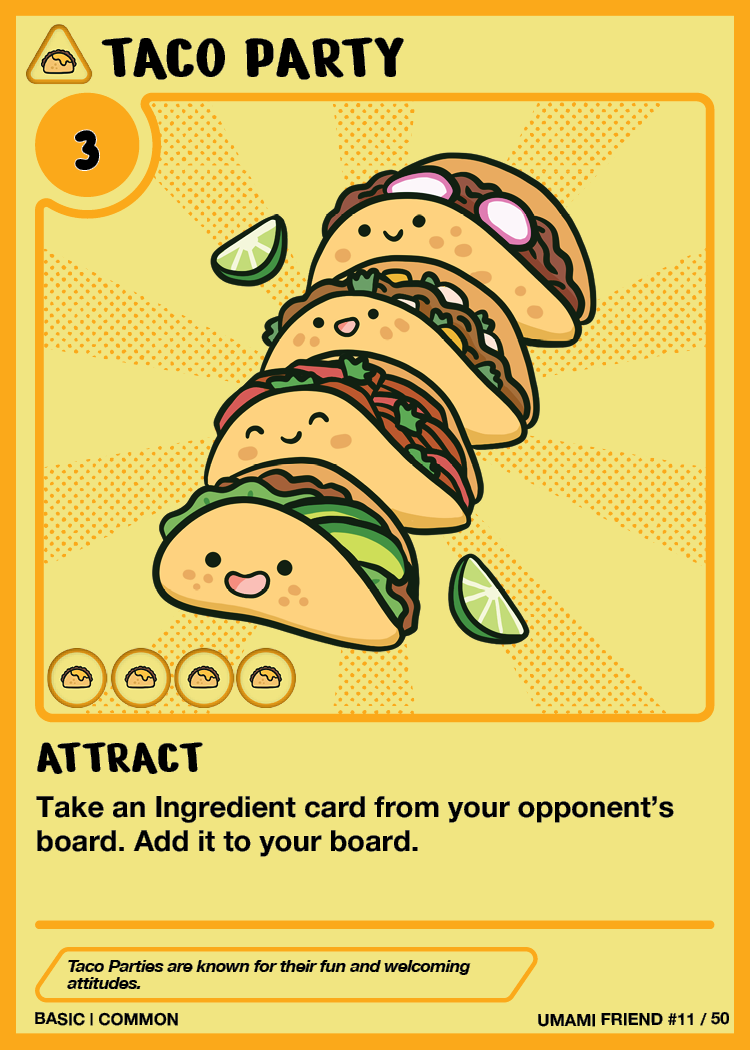 TACO PARTY
3
ATTRACT
Take an Ingredient card from your opponent’s
board. Add it to your board.
Taco Parties are known for their fun and welcoming
attitudes.
BASIC | COMMON
UMAMI FRIEND #11 / 50